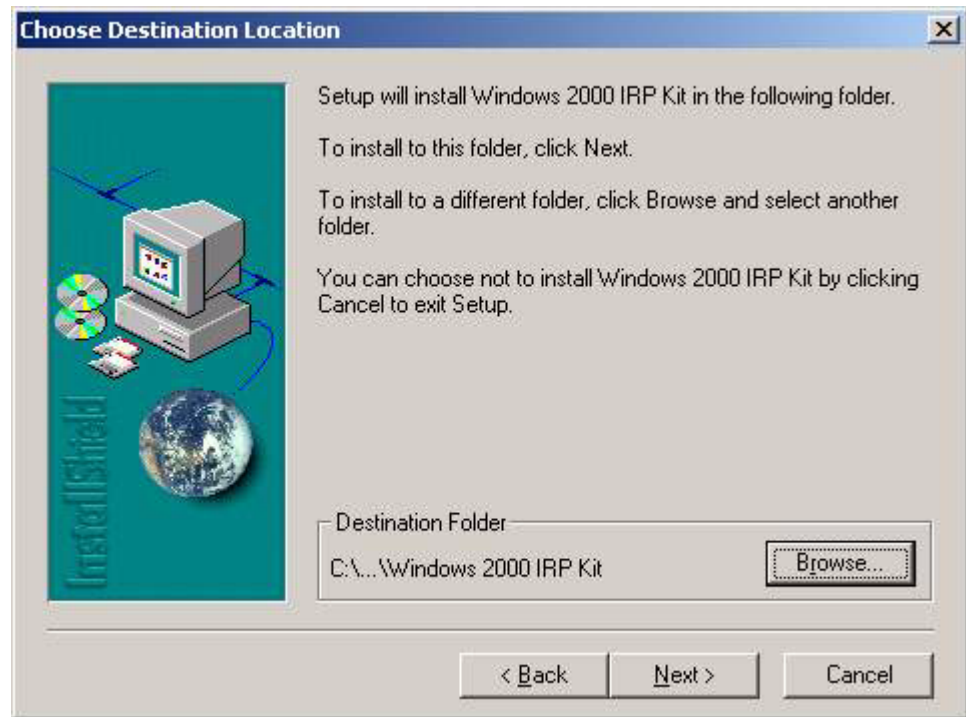 Choose Destination Location
Setup will install Windows 2000 IRP Kit in the following folder.
To install to this folder, click Next.
To install to a different folder, click Browse and select another
folder.
You can choose not to install Windows 2000 IRP Kit by clicking
Cancel to exit Setup.
InstallShield
Destination Folder
C:\...\Windows 2000 IRP Kit
Browse...
< Back
Next >
Cancel